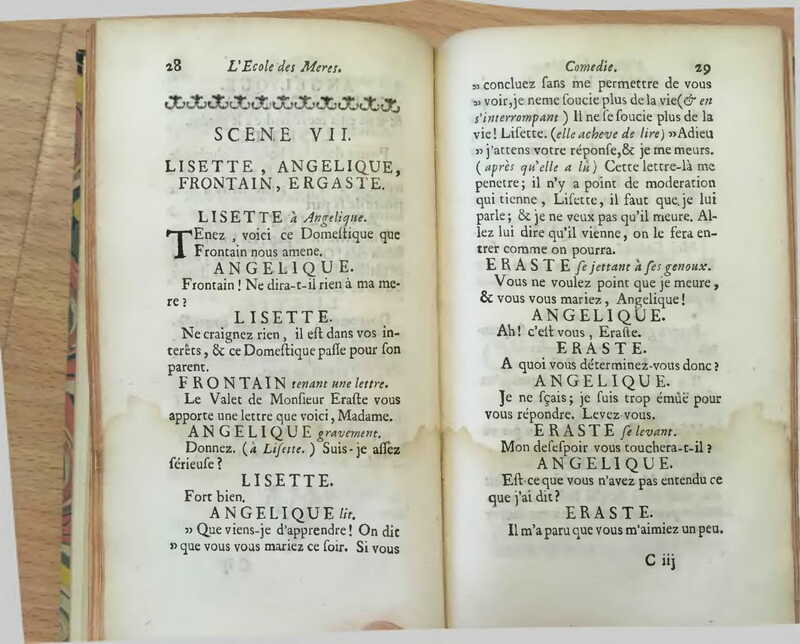 28 L'Ecole des Meres.
SCENE VII.
LISETTE, ANGELIQUE,
FRONTAIN, ERGASTE.
LISETTE à Angelique.
TEnez, voici ce Domeſtique que
Frontain nous amene.
ANGELIQUE.
Frontain! Ne dira-t-il rien à ma me-
re?
LISETTE.
Ne craignez rien, il eſt dans vos in-
terêts, & ce Domeſtique paſſe pour ſon
parent.
FRONTAIN tenant une lettre.
Le Valet de Monſieur Eraſte vous
apporte une lettre que voici, Madame.
ANGELIQUE gravement.
Donnez. (à Liſette.) Suis-je aſſez
ſérieuſe?
LISETTE.
Fort bien.
ANGELIQUE lit.
» Que viens-je d'apprendre! On dit
» que vous vous mariez ce ſoir. Si vous
Comedie. 29
» concluez ſans me permettre de vous
» voir, je neme ſoucie plus de la vie (& en
s'interrompant) Il ne ſe ſoucie plus de la
vie! Liſette. (elle acheve de lire) »Adieu
» j'attens votre réponſe, & je me meurs.
(après qu'elle a lû) Cette lettre-là me
penetre; il n'y a point de moderation
qui tienne, Liſette, il faut que je lui
parle; & je ne veux pas qu'il meure. Al-
lez lui dire qu'il vienne, on le fera en-
trer comme on pourra.
ERASTE ſe jettant à ſes genoux.
Vous ne voulez point que je meure,
& vous vous mariez, Angelique!
ANGELIQUE.
Ah! c'eſt vous, Eraſte.
ERASTE.
A quoi vous déterminez-vous donc?
ANGELIQUE.
Je ne ſçais; je ſuis trop émûë pour
vous répondre. Levez-vous.
ERASTE ſe levant.
Mon deſeſpoir vous touchera-t-il?
ANGELIQUE.
Eſt-ce que vous n'avez pas entendu ce
que j'ai dit?
ERASTE.
Il m'a paru que vous m'aimiez un peu.
C iij